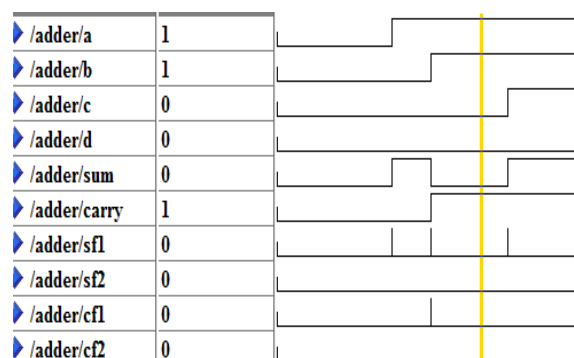 /adder/a 1
/adder/b 1
/adder/c 0
/adder/d 0
/adder/sum 0
/adder/carry 1
/adder/sf1 0
/adder/sf2 0
/adder/cf1 0
/adder/cf2 0